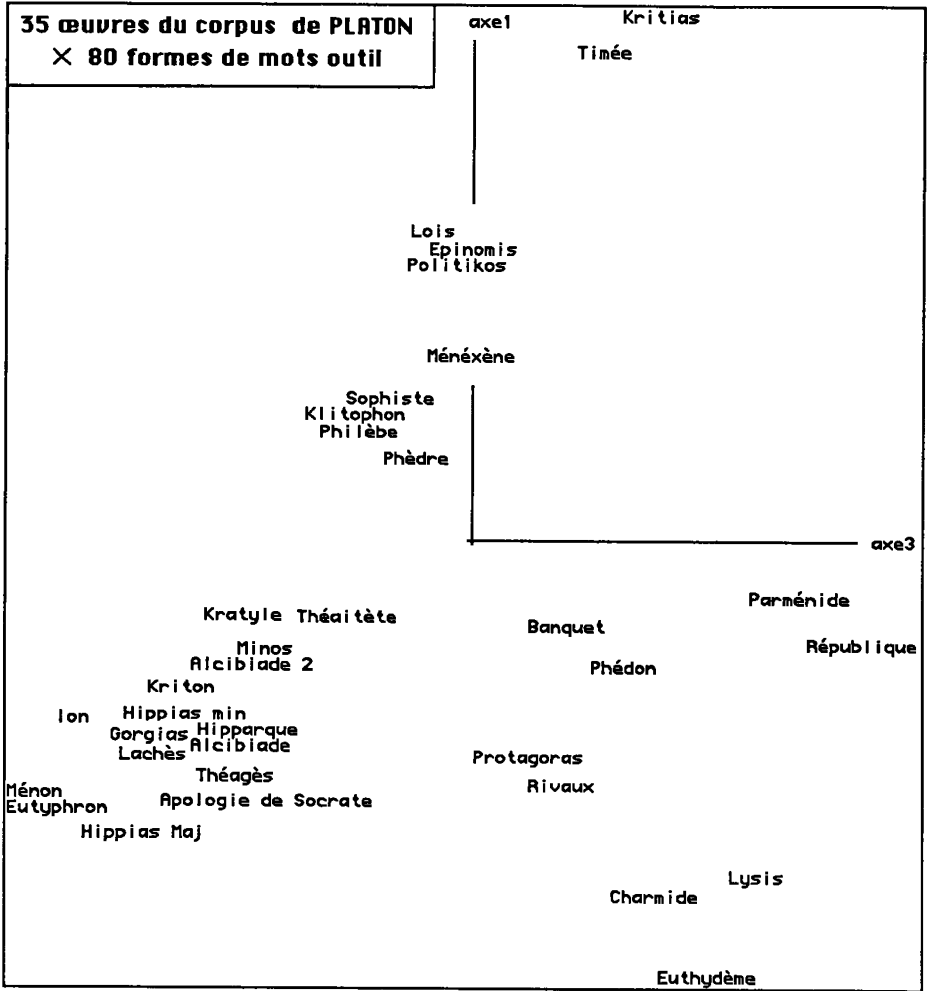 35 œuvres du corpus de PLATON
× 80 formes de mots outil
axe1
Kritias
Timée
Lois
Epinomis
Politikos
Ménéxène
Sophiste
Klitophon
Philèbe
Phèdre
axe3
Parménide
Kratyle Théaitète
Banquet
République
Minos
Alcibiade 2
Phédon
Kriton
Ion
Hippias min
Gorgias
Hipparque
Lachès
Alcibiade
Protagoras
Théagès
Rivaux
Ménon
Eutyphron
Apologie de Socrate
Hippias Maj
Lysis
Charmide
Euthydème